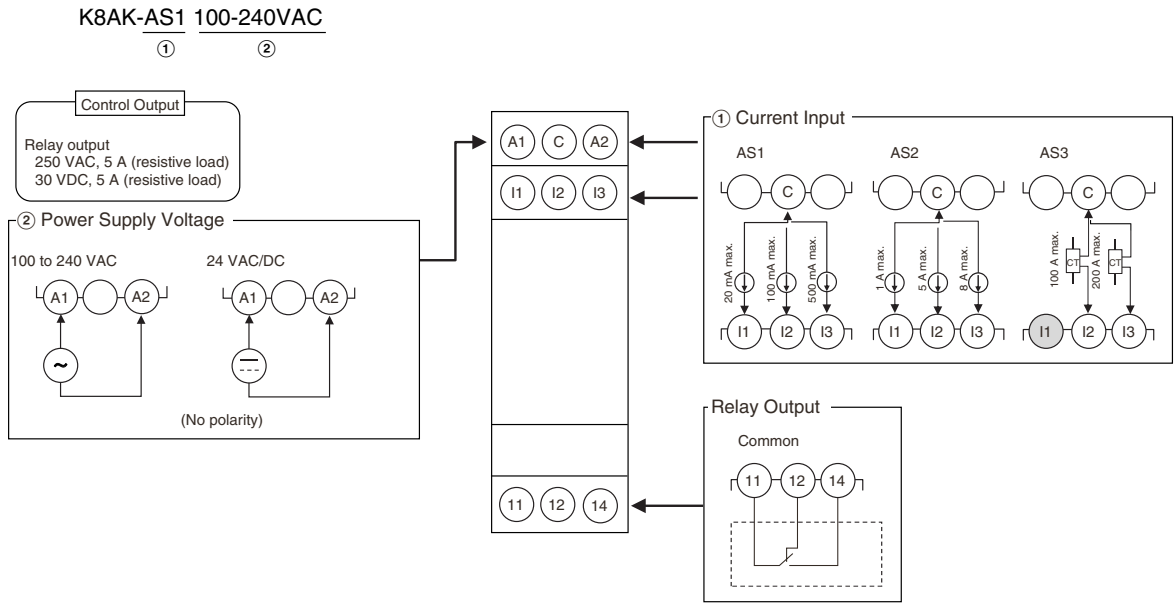 K8AK-AS1 100-240VAC
① ②
Control Output
Relay output
250 VAC, 5 A (resistive load)
30 VDC, 5 A (resistive load)
② Power Supply Voltage
100 to 240 VAC
24 VAC/DC
A1 A2
A1 A2
~
(No polarity)
A1 C A2
I1 I2 I3
11 12 14
① Current Input
AS1
AS2
AS3
C
C
C
20 mA max.
100 mA max.
500 mA max.
1 A max.
5 A max.
8 A max.
100 A max.
CT
200 A max.
CT
I1 I2 I3
I1 I2 I3
I1 I2 I3
Relay Output
Common
11 12 14